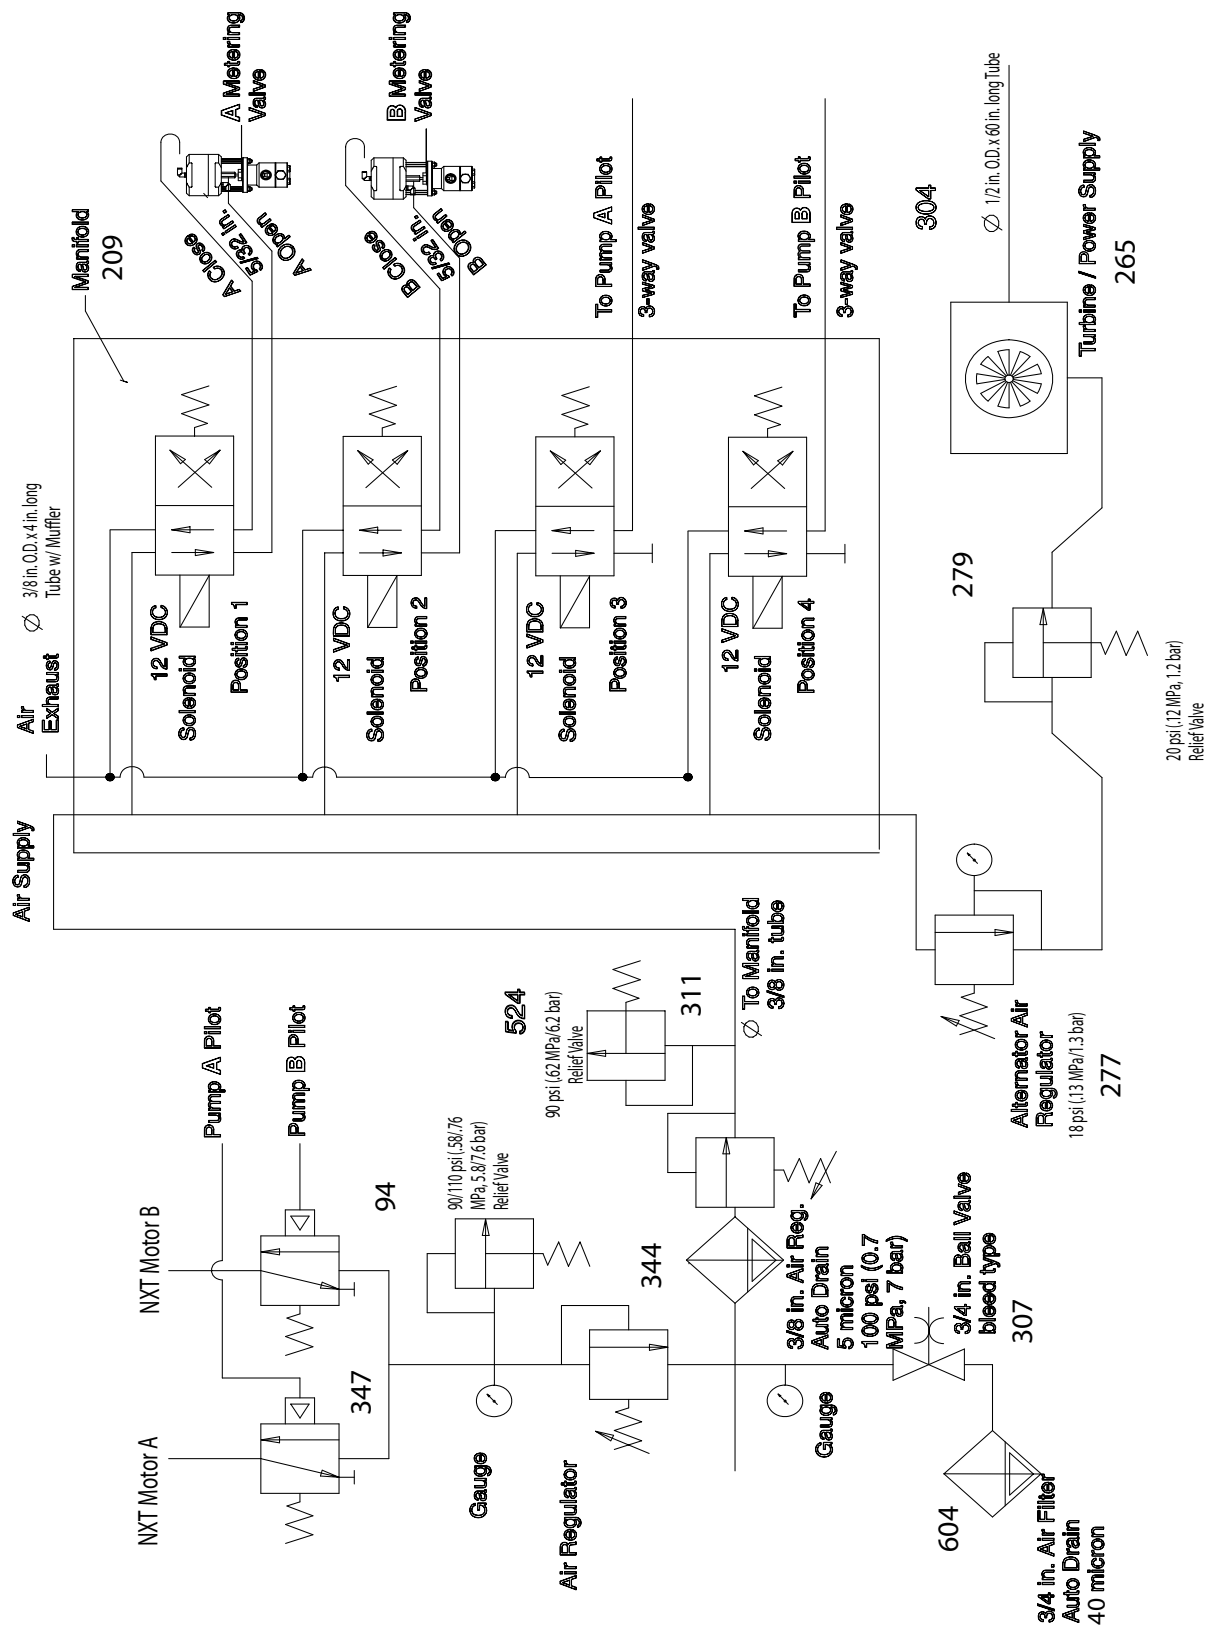 NXT Motor A
NXT Motor B
347
94
Pump A Pilot
Pump B Pilot
Gauge
90/110 psi (.58/.76
MPa, 5.8/7.6 bar)
Relief Valve
Air Regulator
344
524
90 psi (.62 MPa/6.2 bar)
Relief Valve
311
Ø To Manifold
3/8 in. tube
3/8 in. Air Reg.
Auto Drain
5 micron
100 psi (0.7
MPa, 7 bar)
Gauge
3/4 in. Ball Valve
bleed type
307
604
3/4 in. Air Filter
Auto Drain
40 micron
Air Supply
Air
Exhaust
Ø 3/8 in. O.D. x 4 in. long
Tube w/ Muffler
Manifold
209
12 VDC
Solenoid
Position 1
12 VDC
Solenoid
Position 2
12 VDC
Solenoid
Position 3
12 VDC
Solenoid
Position 4
A Close
5/32 in.
A Open
A Metering
Valve
B Close
5/32 in.
B Open
B Metering
Valve
To Pump A Pilot
3-way valve
To Pump B Pilot
3-way valve
Alternator Air
Regulator
18 psi (.13 MPa/1.3 bar)
277
279
20 psi (.12 MPa, 1.2 bar)
Relief Valve
304
Ø 1/2 in. O.D. x 60 in. long Tube
Turbine / Power Supply
265